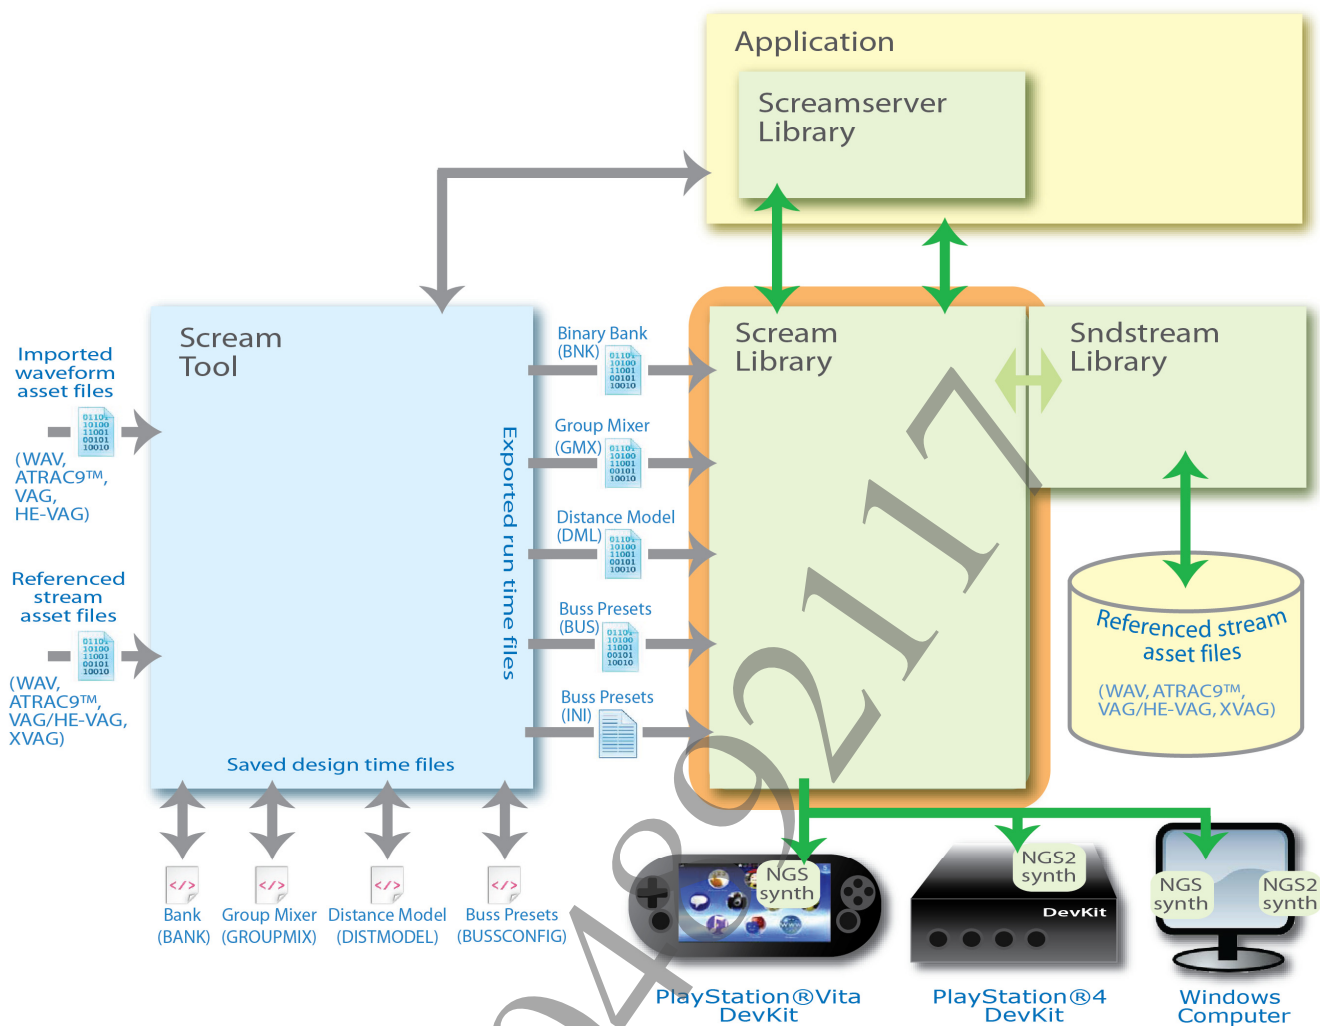 Application
Screamserver
Library
Scream
Tool
Imported
waveform
asset files
(WAV,
ATRAC9™,
VAG,
HE-VAG)
Referenced
stream
asset files
(WAV,
ATRAC9™,
VAG/HE-VAG,
XVAG)
Exported run time files
Saved design time files
Binary Bank
(BNK)
Group Mixer
(GMX)
Distance Model
(DML)
Buss Presets
(BUS)
Buss Presets
(INI)
Scream
Library
Sndstream
Library
Referenced stream
asset files
(WAV, ATRAC9™,
VAG/HE-VAG, XVAG)
Bank
(BANK)
Group Mixer
(GROUPMIX)
Distance Model
(DISTMODEL)
Buss Presets
(BUSSCONFIG)
NGS
synth
NGS2
synth
DevKit
NGS
synth
NGS2
synth
PlayStation®Vita
DevKit
PlayStation®4
DevKit
Windows
Computer